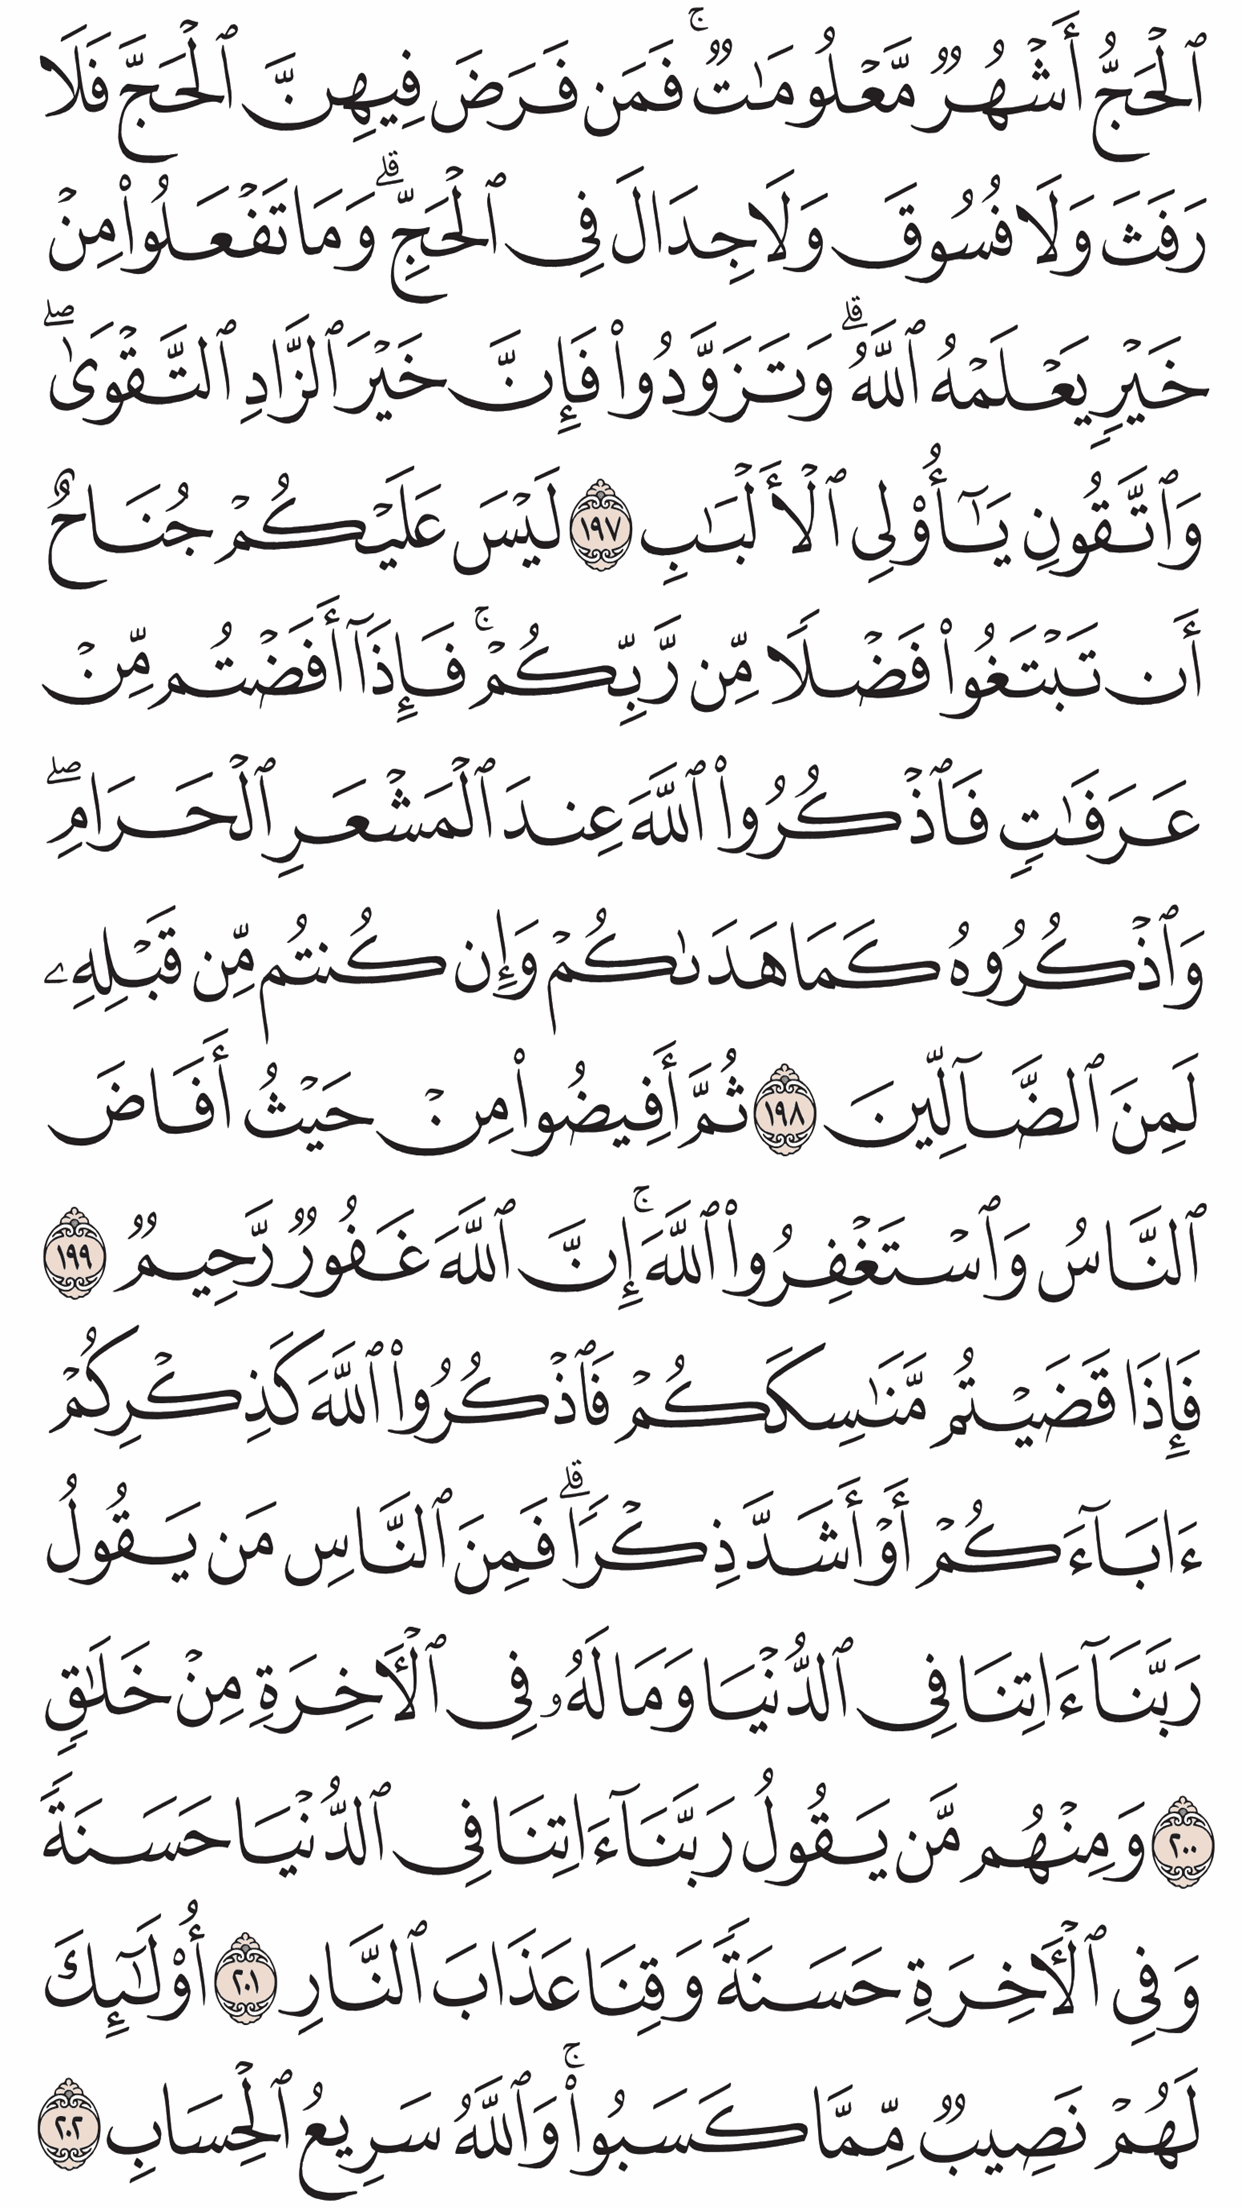 ٱلۡحَجُّ أَشۡهُرٞ مَّعۡلُومَٰتٞۚ فَمَن فَرَضَ فِيهِنَّ ٱلۡحَجَّ فَلَا
رَفَثَ وَلَا فُسُوقَ وَلَا جِدَالَ فِي ٱلۡحَجِّۗ وَمَا تَفۡعَلُواْ مِنۡ
خَيۡرٖ يَعۡلَمۡهُ ٱللَّهُۗ وَتَزَوَّدُواْ فَإِنَّ خَيۡرَ ٱلزَّادِ ٱلتَّقۡوَىٰۖ
وَٱتَّقُونِ يَٰٓأُوْلِي ٱلۡأَلۡبَٰبِ ١٩٧ لَيۡسَ عَلَيۡكُمۡ جُنَاحٌ
أَن تَبۡتَغُواْ فَضۡلٗا مِّن رَّبِّكُمۡۚ فَإِذَآ أَفَضۡتُم مِّنۡ
عَرَفَٰتٖ فَٱذۡكُرُواْ ٱللَّهَ عِندَ ٱلۡمَشۡعَرِ ٱلۡحَرَامِۖ
وَٱذۡكُرُوهُ كَمَا هَدَىٰكُمۡ وَإِن كُنتُم مِّن قَبۡلِهِۦ
لَمِنَ ٱلضَّآلِّينَ ١٩٨ ثُمَّ أَفِيضُواْ مِنۡ حَيۡثُ أَفَاضَ
ٱلنَّاسُ وَٱسۡتَغۡفِرُواْ ٱللَّهَۚ إِنَّ ٱللَّهَ غَفُورٞ رَّحِيمٞ ١٩٩
فَإِذَا قَضَيۡتُم مَّنَٰسِكَكُمۡ فَٱذۡكُرُواْ ٱللَّهَ كَذِكۡرِكُمۡ
ءَابَآءَكُمۡ أَوۡ أَشَدَّ ذِكۡرٗاۗ فَمِنَ ٱلنَّاسِ مَن يَقُولُ
رَبَّنَآ ءَاتِنَا فِي ٱلدُّنۡيَا وَمَا لَهُۥ فِي ٱلۡأٓخِرَةِ مِنۡ خَلَٰقٖ
٢٠٠ وَمِنۡهُم مَّن يَقُولُ رَبَّنَآ ءَاتِنَا فِي ٱلدُّنۡيَا حَسَنَةٗ
وَفِي ٱلۡأٓخِرَةِ حَسَنَةٗ وَقِنَا عَذَابَ ٱلنَّارِ ٢٠١ أُوْلَٰٓئِكَ
لَهُمۡ نَصِيبٞ مِّمَّا كَسَبُواْۚ وَٱللَّهُ سَرِيعُ ٱلۡحِسَابِ ٢٠٢